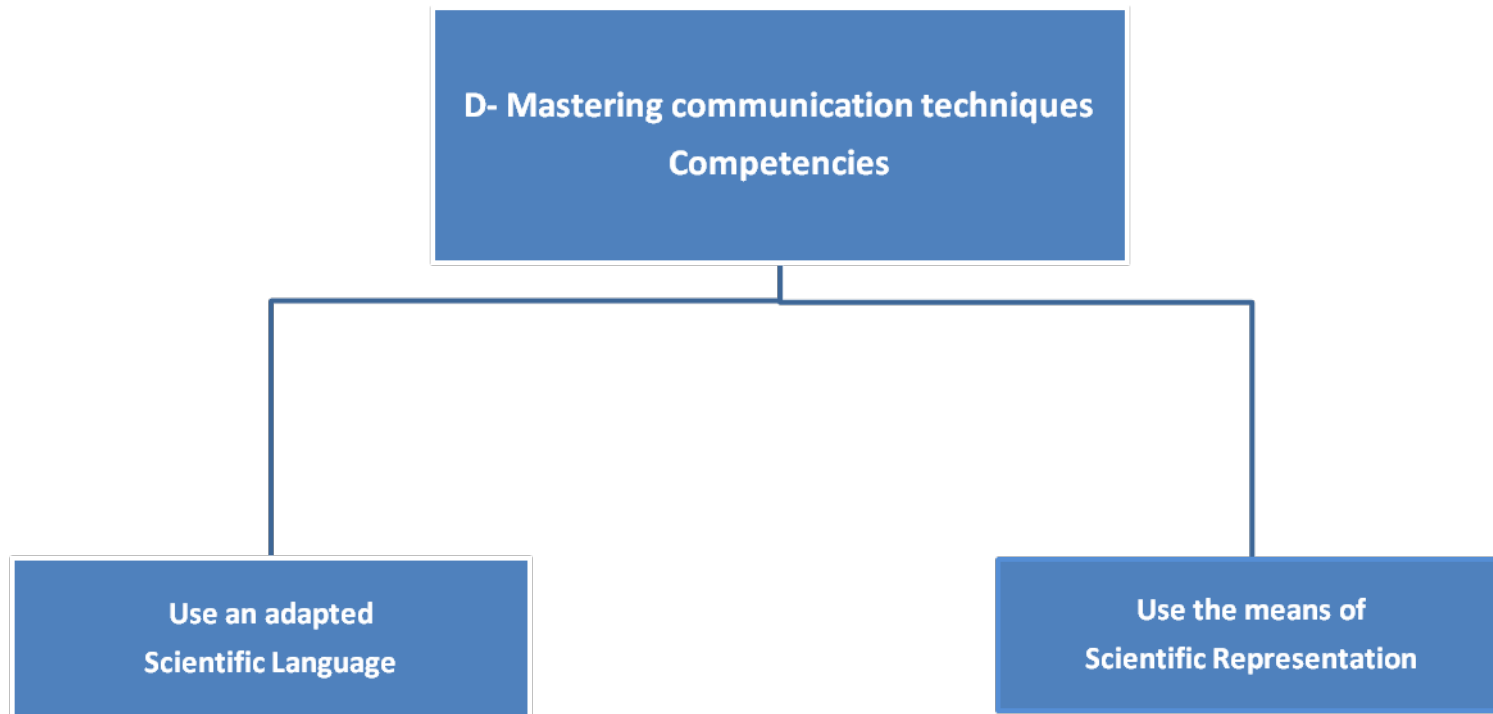 D- Mastering communication techniques
Competencies
Use an adapted
Scientific Language
Use the means of
Scientific Representation